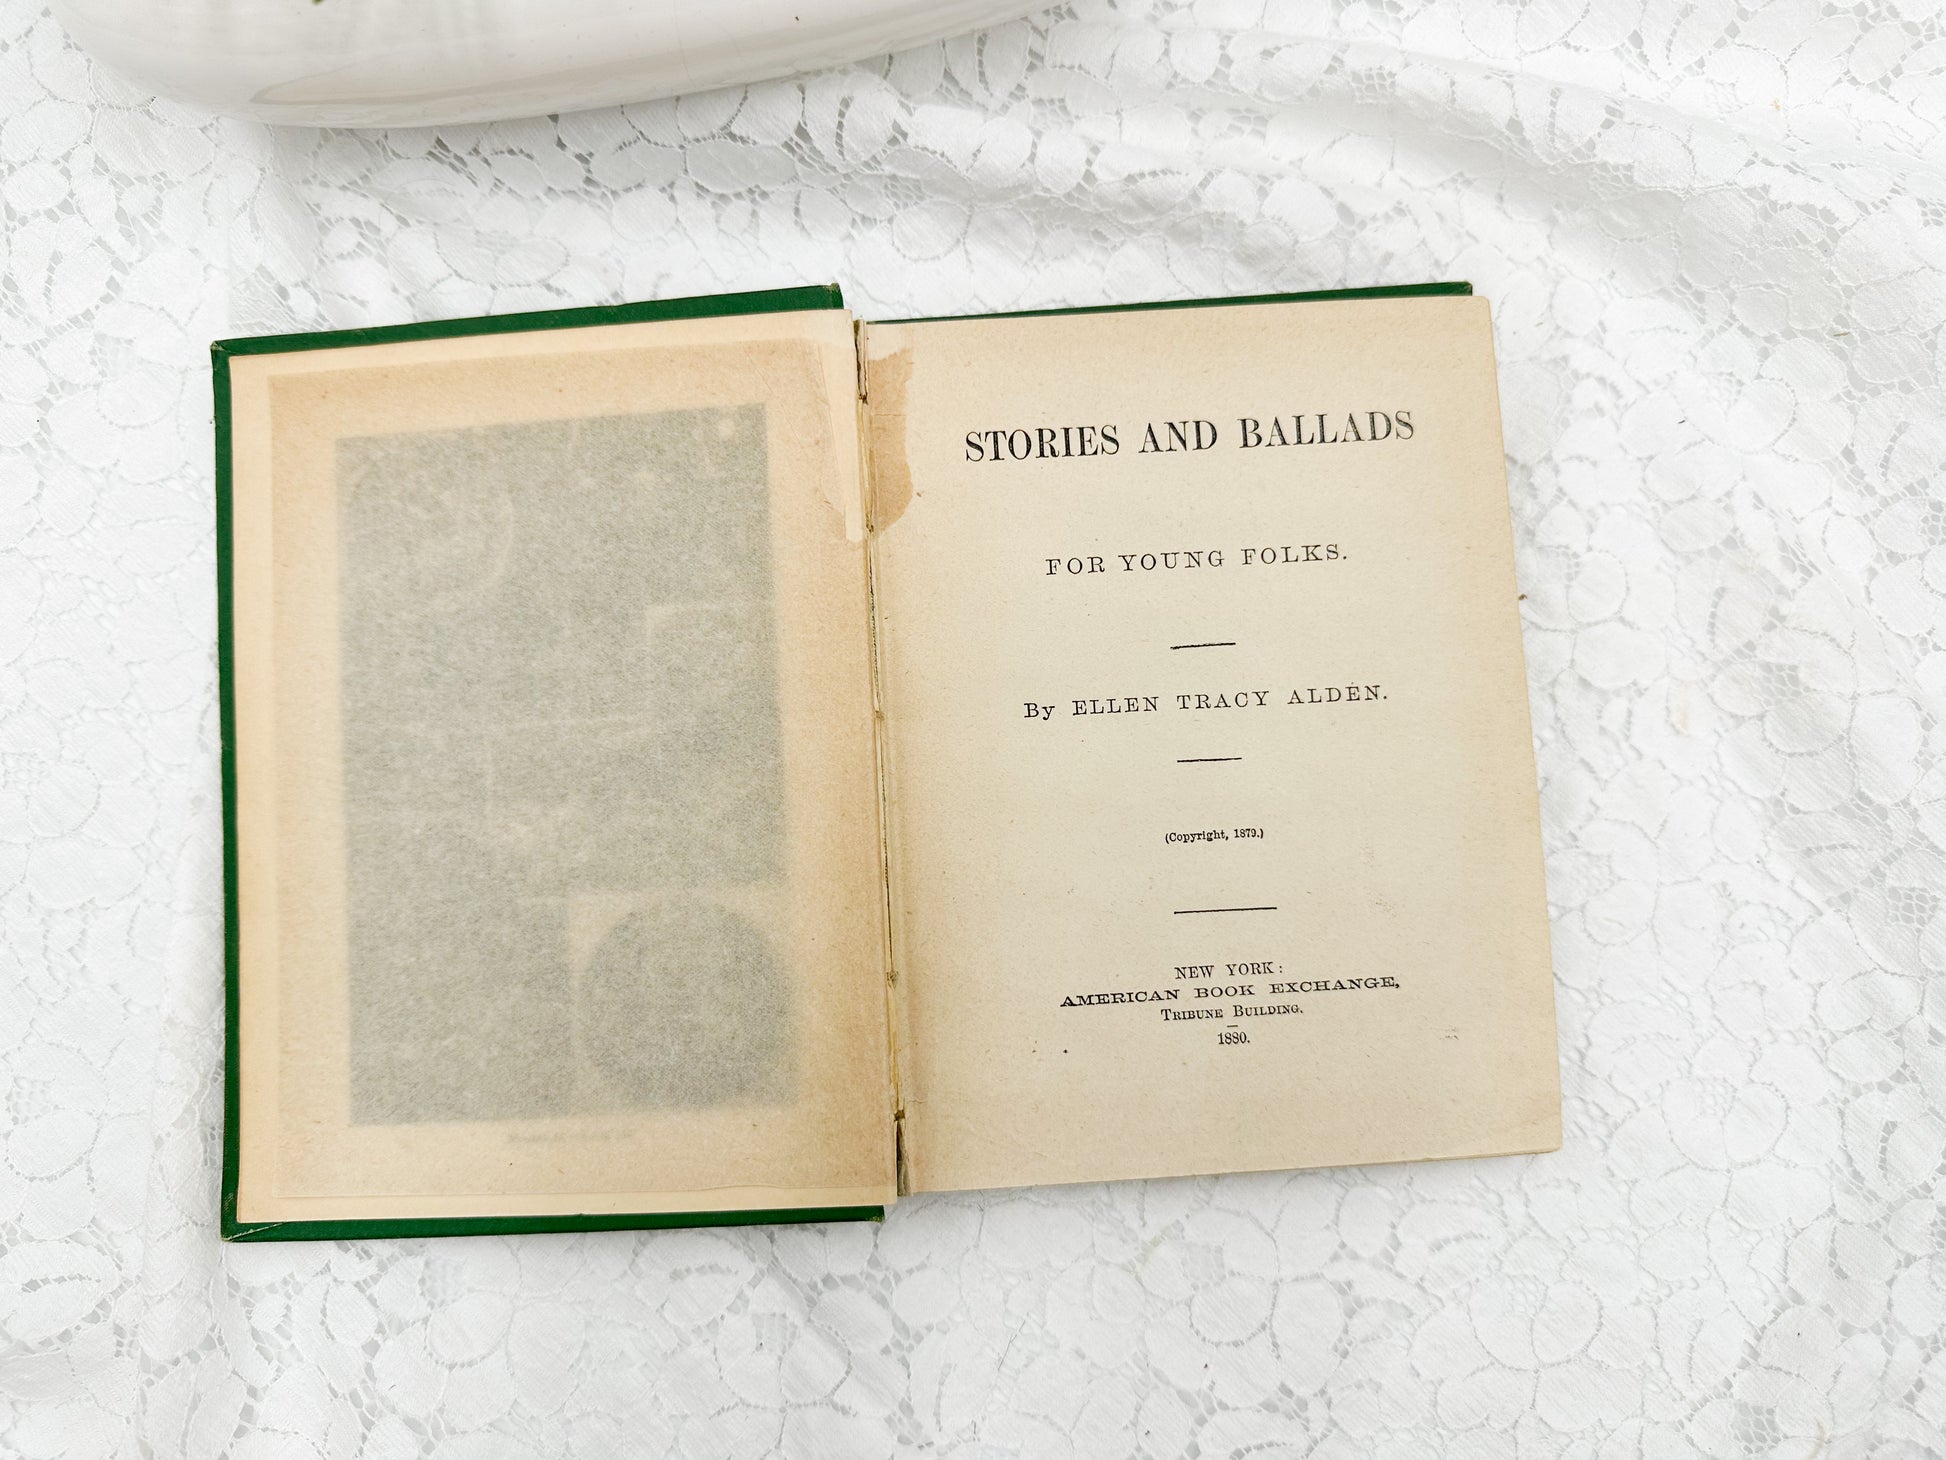 STORIES AND BALLADS
FOR YOUNG FOLKS.
By ELLEN TRACY ALDEN.
(Copyright, 1879.)
NEW YORK:
AMERICAN BOOK EXCHANGE,
TRIBUNE BUILDING.
1880.